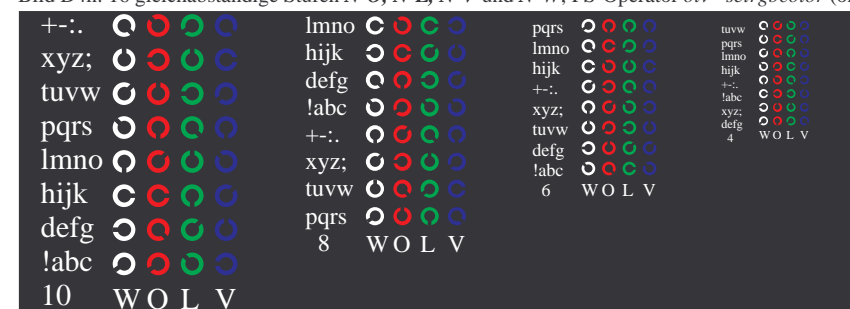 +-:.
xyz;
tuvw
pqrs
lmno
hijk
defg
!abc
10 W O L V
lmno
hijk
defg
!abc
+-:.
xyz;
tuvw
pqrs
8 W O L V
pqrs
lmno
hijk
+-:.
xyz;
tuvw
defg
!abc
6 W O L V
tuvw
pqrs
lmno
hijk
+-:.
!abc
xyz;
defg
4 W O L V